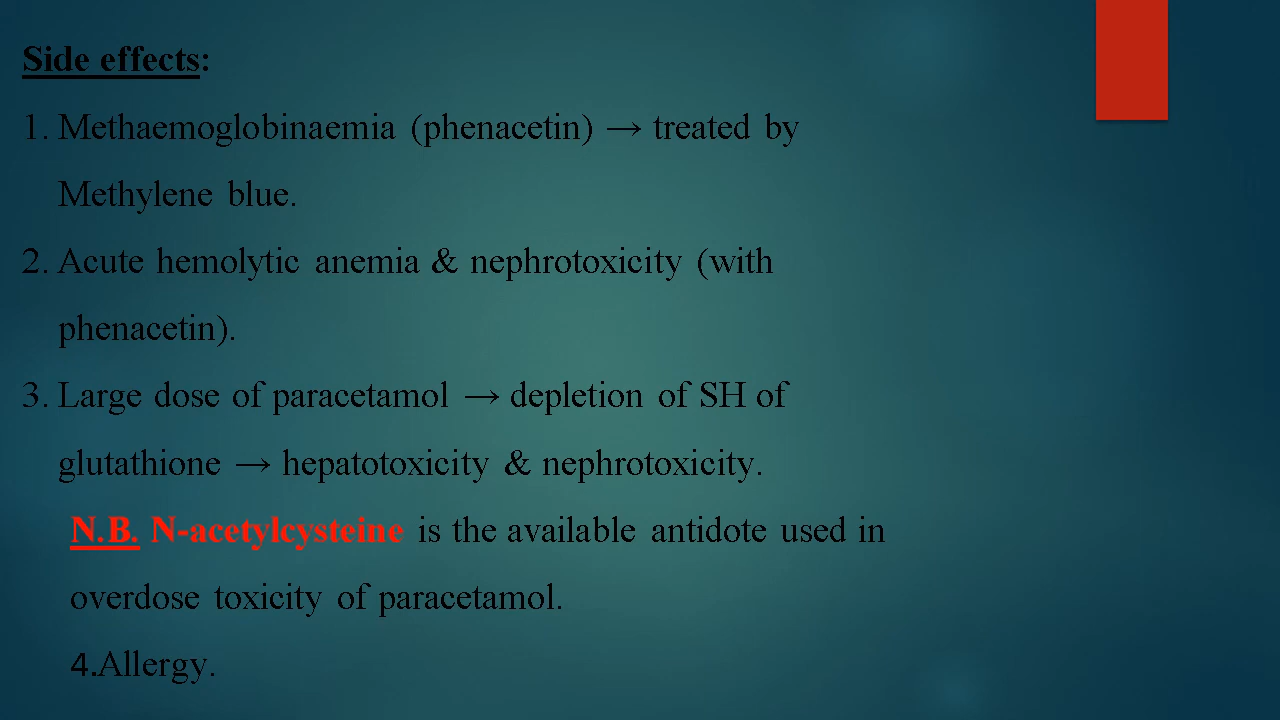 Side effects:
1. Methaemoglobinaemia (phenacetin) → treated by
Methylene blue.
2. Acute hemolytic anemia & nephrotoxicity (with
phenacetin).
3. Large dose of paracetamol → depletion of SH of
glutathione → hepatotoxicity & nephrotoxicity.
N.B. N-acetylcysteine is the available antidote used in
overdose toxicity of paracetamol.
4.Allergy.